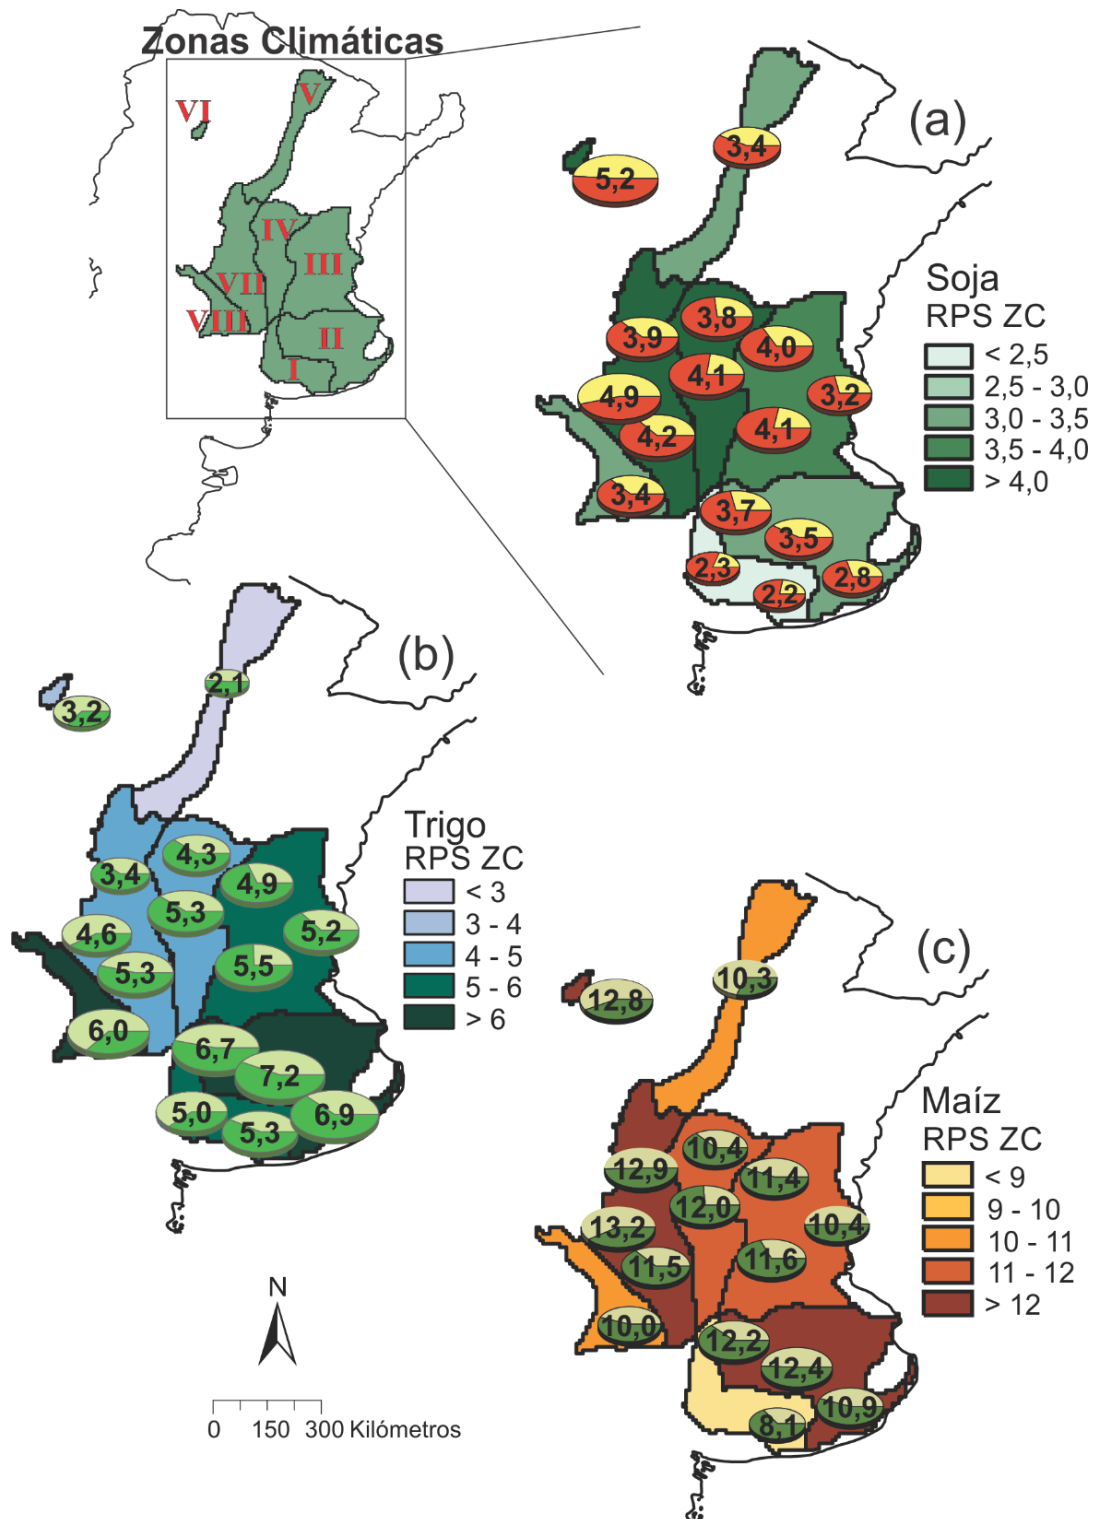 Zonas Climáticas
V
VI
IV
III
VII
VIII
II
I
(a)
3,4
5,2
3,8
3,9
4,0
4,1
4,9
3,2
4,2
4,1
3,4
3,7
3,5
2,3
2,8
2,2
Soja
RPS ZC
< 2,5
2,5 - 3,0
3,0 - 3,5
3,5 - 4,0
> 4,0
(b)
2,1
3,2
4,3
3,4
4,9
5,3
4,6
5,2
5,3
5,5
6,0
6,7
7,2
5,0
6,9
5,3
Trigo
RPS ZC
< 3
3 - 4
4 - 5
5 - 6
> 6
(c)
10,3
12,8
10,4
12,9
11,4
12,0
13,2
10,4
11,5
11,6
10,0
12,2
12,4
10,9
8,1
Maíz
RPS ZC
< 9
9 - 10
10 - 11
11 - 12
> 12
N
0 150 300 Kilómetros